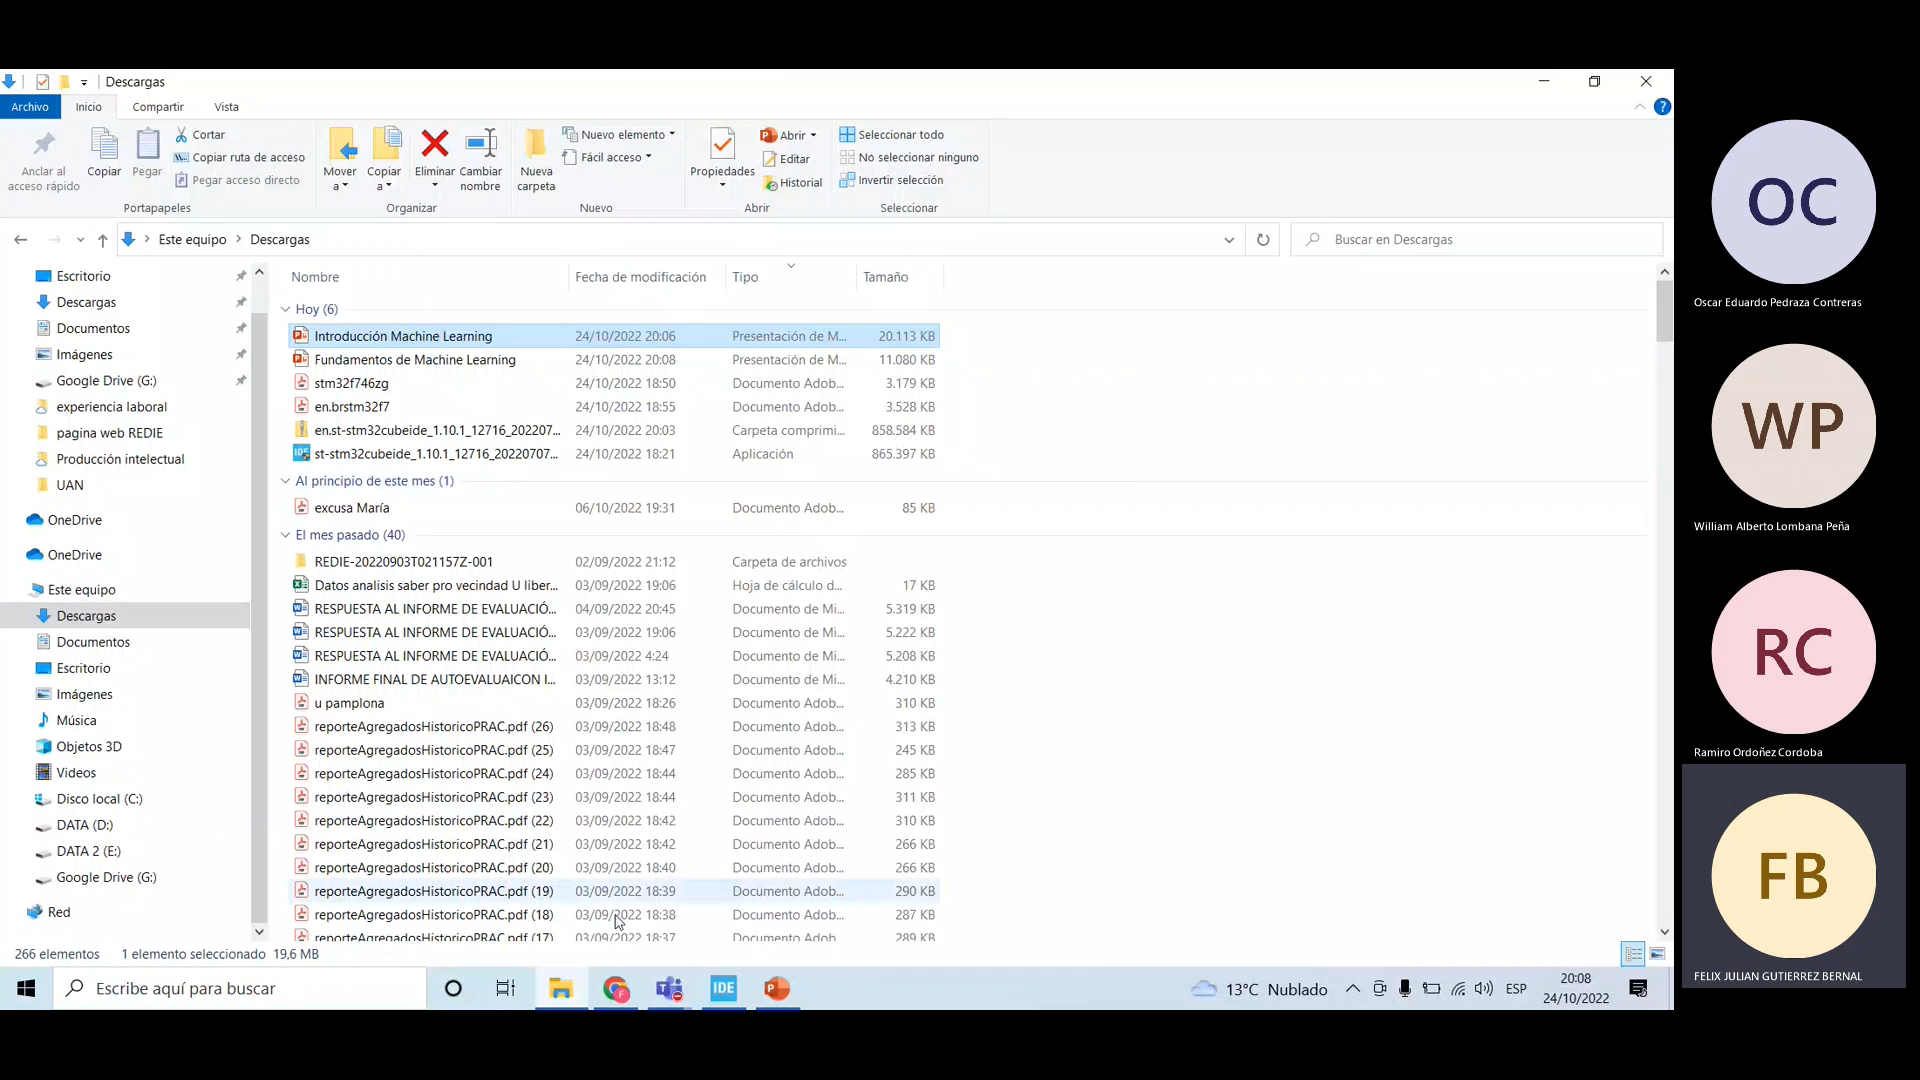 Descargas
Archivo Inicio Compartir Vista
Anclar al acceso rápido
Copiar
Pegar
Cortar
Copiar ruta de acceso
Pegar acceso directo
Portapapeles
Mover a
Copiar a
Eliminar
Cambiar nombre
Organizar
Nueva carpeta
Nuevo elemento
Fácil acceso
Nuevo
Propiedades
Abrir
Editar
Historial
Abrir
Seleccionar todo
No seleccionar ninguno
Invertir selección
Seleccionar
Este equipo > Descargas
Buscar en Descargas
Escritorio
Descargas
Documentos
Imágenes
Google Drive (G:)
experiencia laboral
pagina web REDIE
Producción intelectual
UAN
OneDrive
OneDrive
Este equipo
Descargas
Documentos
Escritorio
Imágenes
Música
Objetos 3D
Videos
Disco local (C:)
DATA (D:)
DATA 2 (E:)
Google Drive (G:)
Red
Nombre Fecha de modificación Tipo Tamaño
Hoy (6)
Introducción Machine Learning 24/10/2022 20:06 Presentación de M... 20.113 KB
Fundamentos de Machine Learning 24/10/2022 20:08 Presentación de M... 11.080 KB
stm32f746zg 24/10/2022 18:50 Documento Adob... 3.179 KB
en.brstm32f7 24/10/2022 18:55 Documento Adob... 3.528 KB
en.st-stm32cubeide_1.10.1_12716_202207... 24/10/2022 20:03 Carpeta comprimi... 858.584 KB
st-stm32cubeide_1.10.1_12716_20220707... 24/10/2022 18:21 Aplicación 865.397 KB
Al principio de este mes (1)
excusa María 06/10/2022 19:31 Documento Adob... 85 KB
El mes pasado (40)
REDIE-20220903T021157Z-001 02/09/2022 21:12 Carpeta de archivos
Datos analisis saber pro vecindad U liber... 03/09/2022 19:06 Hoja de cálculo d... 17 KB
RESPUESTA AL INFORME DE EVALUACIÓ... 04/09/2022 20:45 Documento de Mi... 5.319 KB
RESPUESTA AL INFORME DE EVALUACIÓ... 03/09/2022 19:06 Documento de Mi... 5.222 KB
RESPUESTA AL INFORME DE EVALUACIÓ... 03/09/2022 4:24 Documento de Mi... 5.208 KB
INFORME FINAL DE AUTOEVALUAICON I... 03/09/2022 13:12 Documento de Mi... 4.210 KB
u pamplona 03/09/2022 18:26 Documento Adob... 310 KB
reporteAgregadosHistoricoPRAC.pdf (26) 03/09/2022 18:48 Documento Adob... 313 KB
reporteAgregadosHistoricoPRAC.pdf (25) 03/09/2022 18:47 Documento Adob... 245 KB
reporteAgregadosHistoricoPRAC.pdf (24) 03/09/2022 18:44 Documento Adob... 285 KB
reporteAgregadosHistoricoPRAC.pdf (23) 03/09/2022 18:44 Documento Adob... 311 KB
reporteAgregadosHistoricoPRAC.pdf (22) 03/09/2022 18:42 Documento Adob... 310 KB
reporteAgregadosHistoricoPRAC.pdf (21) 03/09/2022 18:42 Documento Adob... 266 KB
reporteAgregadosHistoricoPRAC.pdf (20) 03/09/2022 18:40 Documento Adob... 266 KB
reporteAgregadosHistoricoPRAC.pdf (19) 03/09/2022 18:39 Documento Adob... 290 KB
reporteAgregadosHistoricoPRAC.pdf (18) 03/09/2022 18:38 Documento Adob... 287 KB
reporteAgregadosHistoricoPRAC.pdf (17) 03/09/2022 18:37 Documento Adob... 289 KB
266 elementos 1 elemento seleccionado 19,6 MB
Escribe aquí para buscar
IDE
13°C Nublado
ESP
20:08
24/10/2022
OC
Oscar Eduardo Pedraza Contreras
WP
William Alberto Lombana Peña
RC
Ramiro Ordoñez Cordoba
FB
FELIX JULIAN GUTIERREZ BERNAL